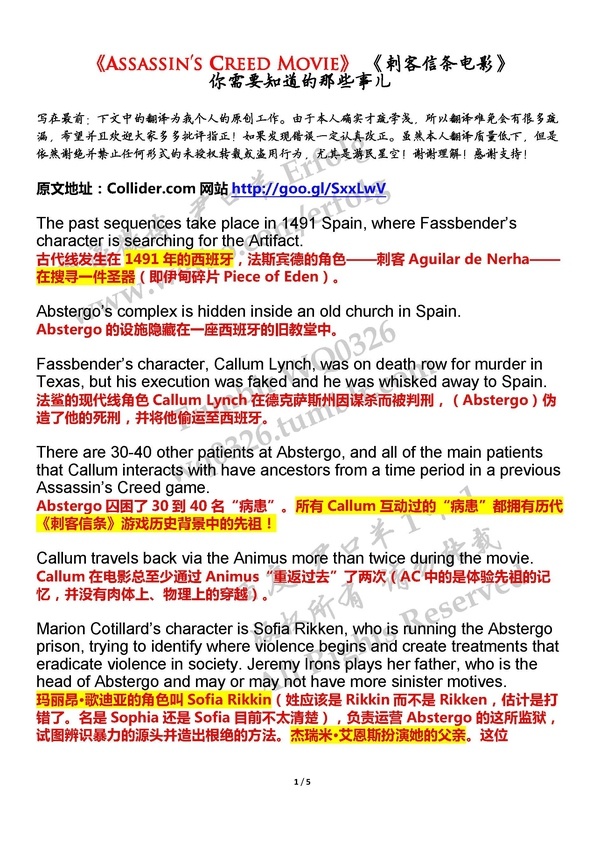 《ASSASSIN'S CREED MOVIE》 《刺客信条电影》
你需要知道的那些事儿
写在最前：下文中的翻译为我个人的原创工作。由于本人确实才疏学浅，所以翻译难免会有很多疏
漏，希望并且欢迎大家多多批评指正！如果发现错误一定认真改正。虽然本人翻译质量低下，但是
依然谢绝并禁止任何形式的未授权转载或盗用行为，尤其是游民星空！谢谢理解！感谢支持！
原文地址：Collider.com 网站 http://goo.gl/SxxLwV
The past sequences take place in 1491 Spain, where Fassbender's
character is searching for the Artifact.
古代线发生在 1491 年的西班牙，法斯宾德的角色——刺客 Aguilar de Nerha——
在搜寻一件圣器（即伊甸碎片 Piece of Eden）。
Abstergo's complex is hidden inside an old church in Spain.
Abstergo 的设施隐藏在一座西班牙的旧教堂中。
Fassbender's character, Callum Lynch, was on death row for murder in
Texas, but his execution was faked and he was whisked away to Spain.
法鲨的现代线角色 Callum Lynch 在德克萨斯州因谋杀而被判刑，（Abstergo）伪
造了他的死刑，并将他偷运至西班牙。
There are 30-40 other patients at Abstergo, and all of the main patients
that Callum interacts with have ancestors from a time period in a previous
Assassin's Creed game.
Abstergo 囚困了 30 到 40 名“病患”。所有 Callum 互动过的“病患”都拥有历代
《刺客信条》游戏历史背景中的先祖！
Callum travels back via the Animus more than twice during the movie.
Callum 在电影总至少通过 Animus“重返过去”了两次（AC 中的是体验先祖的记
忆，并没有肉体上、物理上的穿越）。
Marion Cotillard's character is Sofia Rikken, who is running the Abstergo
prison, trying to identify where violence begins and create treatments that
eradicate violence in society. Jeremy Irons plays her father, who is the
head of Abstergo and may or may not have more sinister motives.
玛丽昂·歌迪亚的角色叫 Sofia Rikkin（姓应该是 Rikkin 而不是 Rikken，估计是打
错了。名是 Sophia 还是 Sofia 目前不太清楚），负责运营 Abstergo 的这所监狱，
试图辨识暴力的源头并造出根绝的方法。杰瑞米·艾恩斯扮演她的父亲。这位
1 / 5